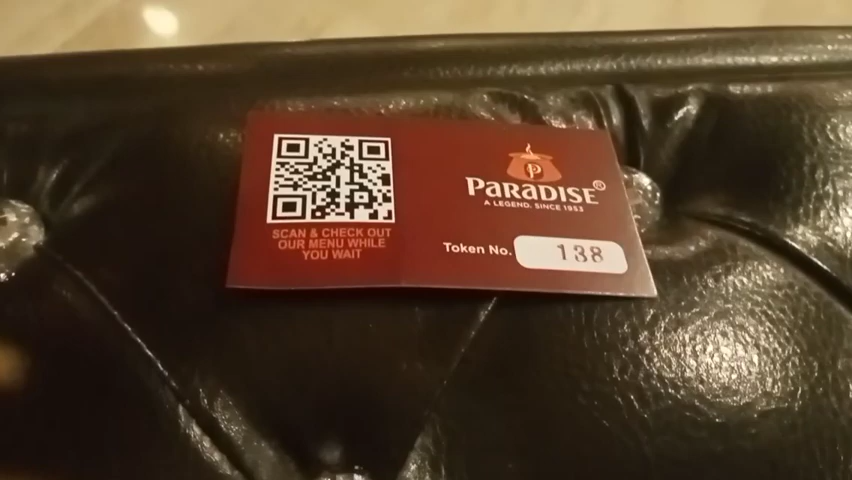 PARADISE®
A LEGEND. SINCE 1953
SCAN & CHECK OUT
OUR MENU WHILE
YOU WAIT
Token No. 138